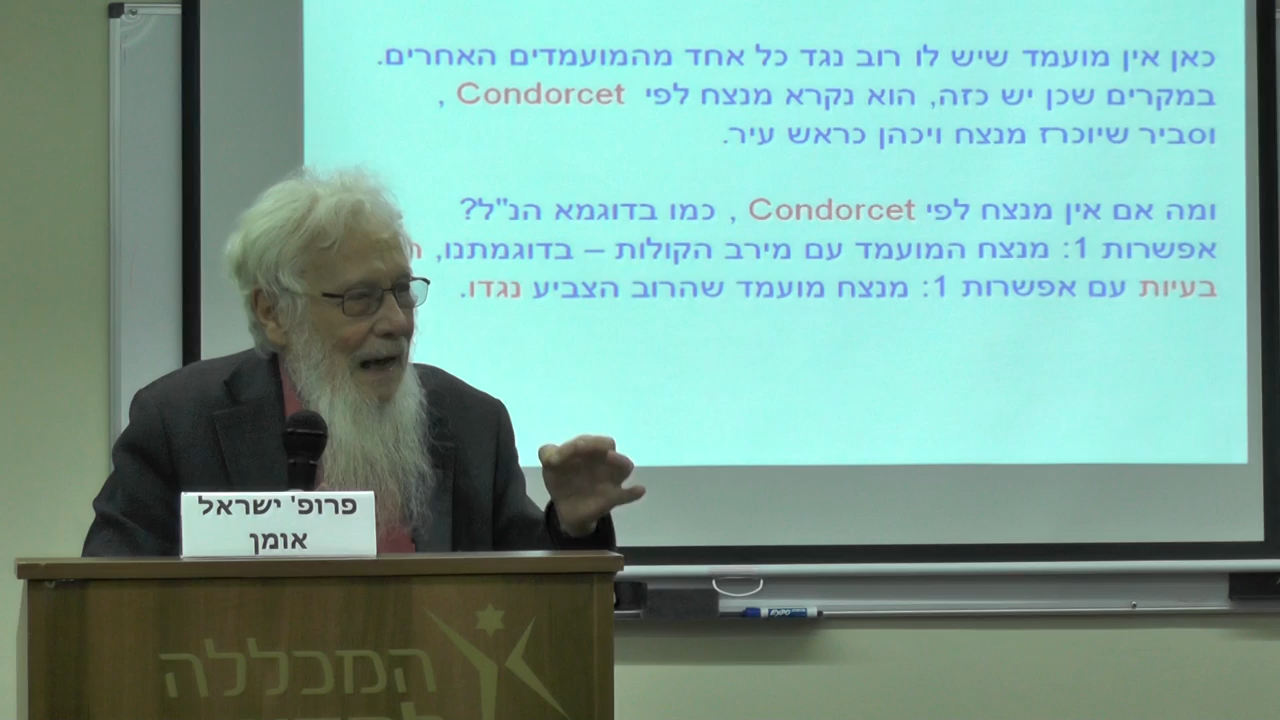 כאן אין מועמד שיש לו רוב נגד כל אחד מהמועמדים האחרים.
במקרים שכן יש כזה, הוא נקרא מנצח לפי Condorcet ,
וסביר שיוכרז מנצח ויכהן כראש עיר.
ומה אם אין מנצח לפי Condorcet , כמו בדוגמא הנ"ל?
אפשרות 1: מנצח המועמד עם מירב הקולות – בדוגמתנו,
בעיות עם אפשרות 1: מנצח מועמד שהרוב הצביע נגדו.
פרופ' ישראל
אומן
EXPO
המכללה